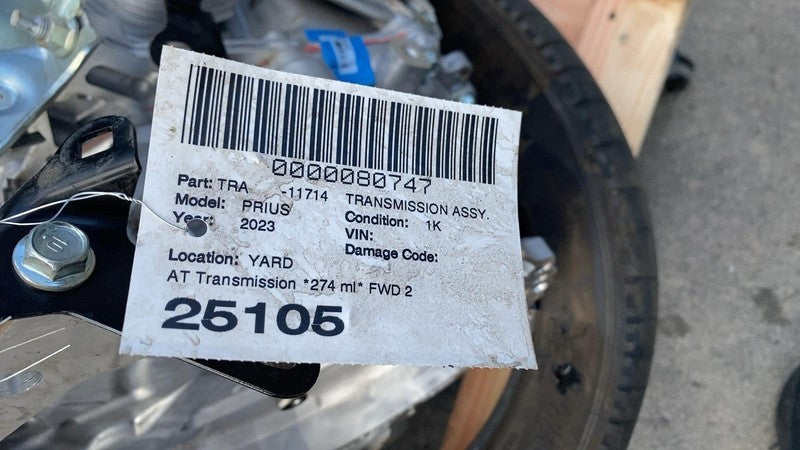 0000080747
Part: TRA -11714 TRANSMISSION ASSY.
Model: PRIUS Condition: 1K
Year: 2023 VIN:
Damage Code:
Location: YARD
AT Transmission *274 ml.* FWD 2
25105